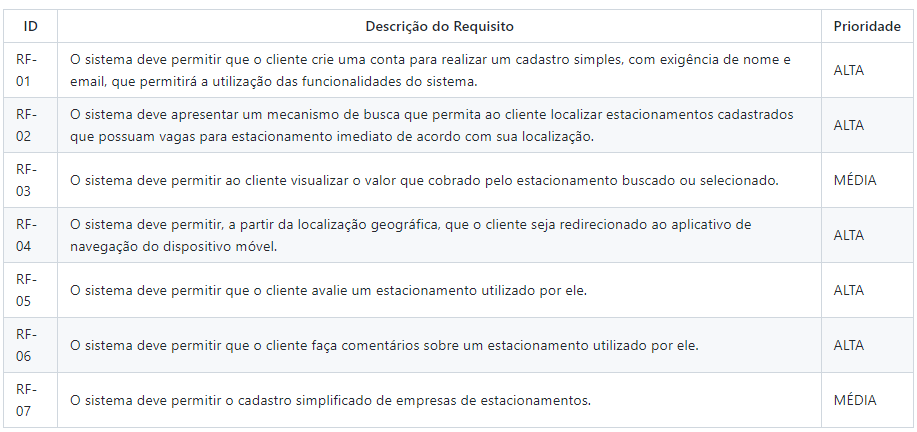 ID Descrição do Requisito Prioridade
RF-
01
O sistema deve permitir que o cliente crie uma conta para realizar um cadastro simples, com exigência de nome e
email, que permitirá a utilização das funcionalidades do sistema.
ALTA
RF-
02
O sistema deve apresentar um mecanismo de busca que permita ao cliente localizar estacionamentos cadastrados
que possuam vagas para estacionamento imediato de acordo com sua localização.
ALTA
RF-
03
O sistema deve permitir ao cliente visualizar o valor que cobrado pelo estacionamento buscado ou selecionado.
MÉDIA
RF-
04
O sistema deve permitir, a partir da localização geográfica, que o cliente seja redirecionado ao aplicativo de
navegação do dispositivo móvel.
ALTA
RF-
05
O sistema deve permitir que o cliente avalie um estacionamento utilizado por ele.
ALTA
RF-
06
O sistema deve permitir que o cliente faça comentários sobre um estacionamento utilizado por ele.
ALTA
RF-
07
O sistema deve permitir o cadastro simplificado de empresas de estacionamentos.
MÉDIA